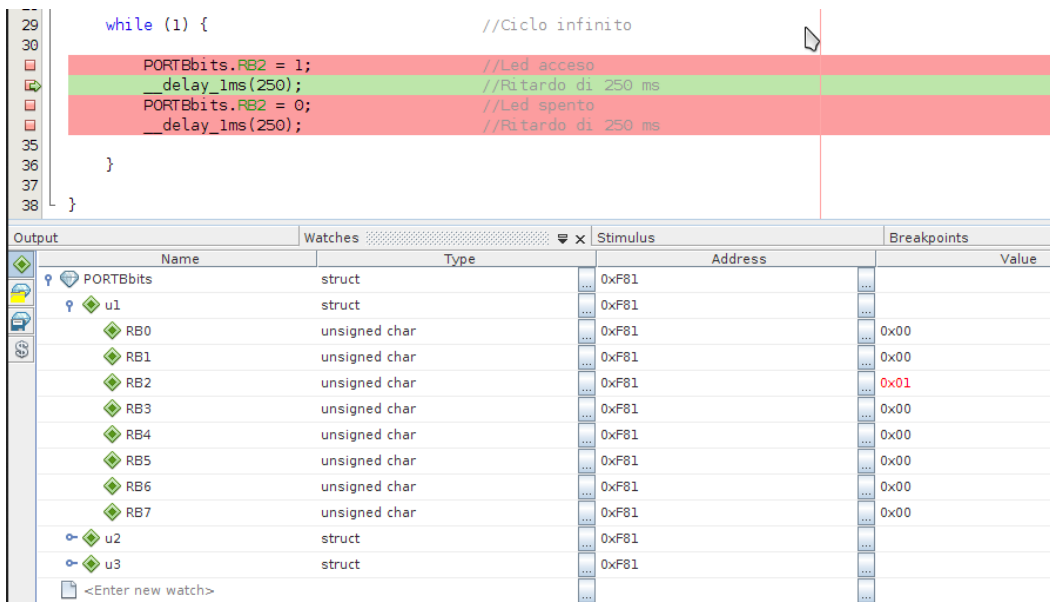 29 while (1) { //Ciclo infinito
30
PORTBbits.RB2 = 1; //Led acceso
__delay_1ms(250); //Ritardo di 250 ms
PORTBbits.RB2 = 0; //Led spento
__delay_1ms(250); //Ritardo di 250 ms
35
36 }
37
38 }
Output Watches Stimulus Breakpoints
Name Type Address Value
PORTBbits struct ... 0xF81 ...
u1 struct ... 0xF81 ...
RB0 unsigned char ... 0xF81 ... 0x00
RB1 unsigned char ... 0xF81 ... 0x00
RB2 unsigned char ... 0xF81 ... 0x01
RB3 unsigned char ... 0xF81 ... 0x00
RB4 unsigned char ... 0xF81 ... 0x00
RB5 unsigned char ... 0xF81 ... 0x00
RB6 unsigned char ... 0xF81 ... 0x00
RB7 unsigned char ... 0xF81 ... 0x00
u2 struct ... 0xF81 ...
u3 struct ... 0xF81 ...
<Enter new watch> ... ...